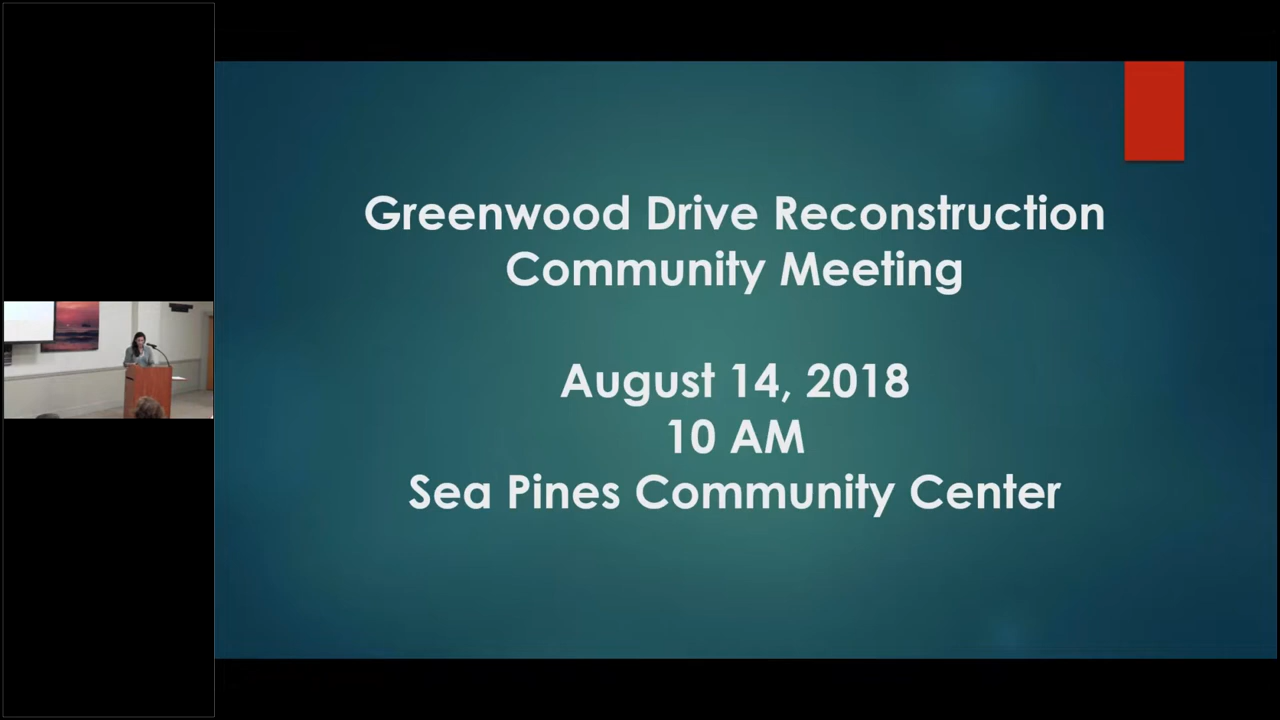 Greenwood Drive Reconstruction
Community Meeting
August 14, 2018
10 AM
Sea Pines Community Center